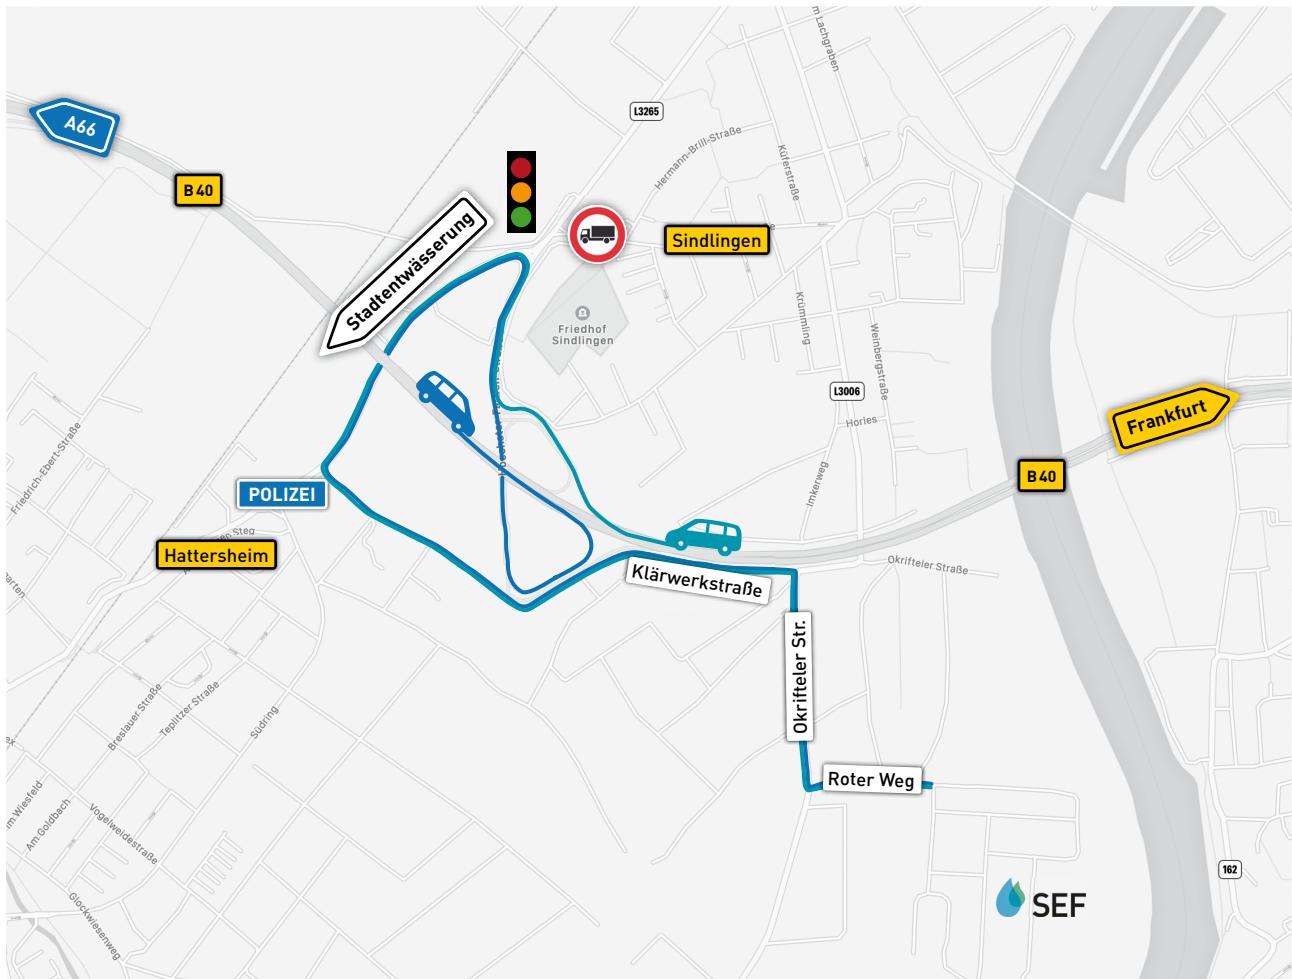 m Lachgraben
L3265
A66
Hermann-Brill-Straße
Küferstraße
B 40
Stadtentwässerung
Sindlingen
Friedhof
Sindlingen
Krümmling
Weinbergstraße
L3006
Frankfurt
Horles
Friedrich-Ebert-Straße
Imkerweg
B 40
POLIZEI
Hattersheim
Okrifteler Straße
Klärwerkstraße
Okrifteler Str.
Breslauer Straße
Teplitzer Straße
Südring
Roter Weg
m Wiesfeld
Am Goldbach
Vogelweidestraße
162
Glockwiesenweg
SEF